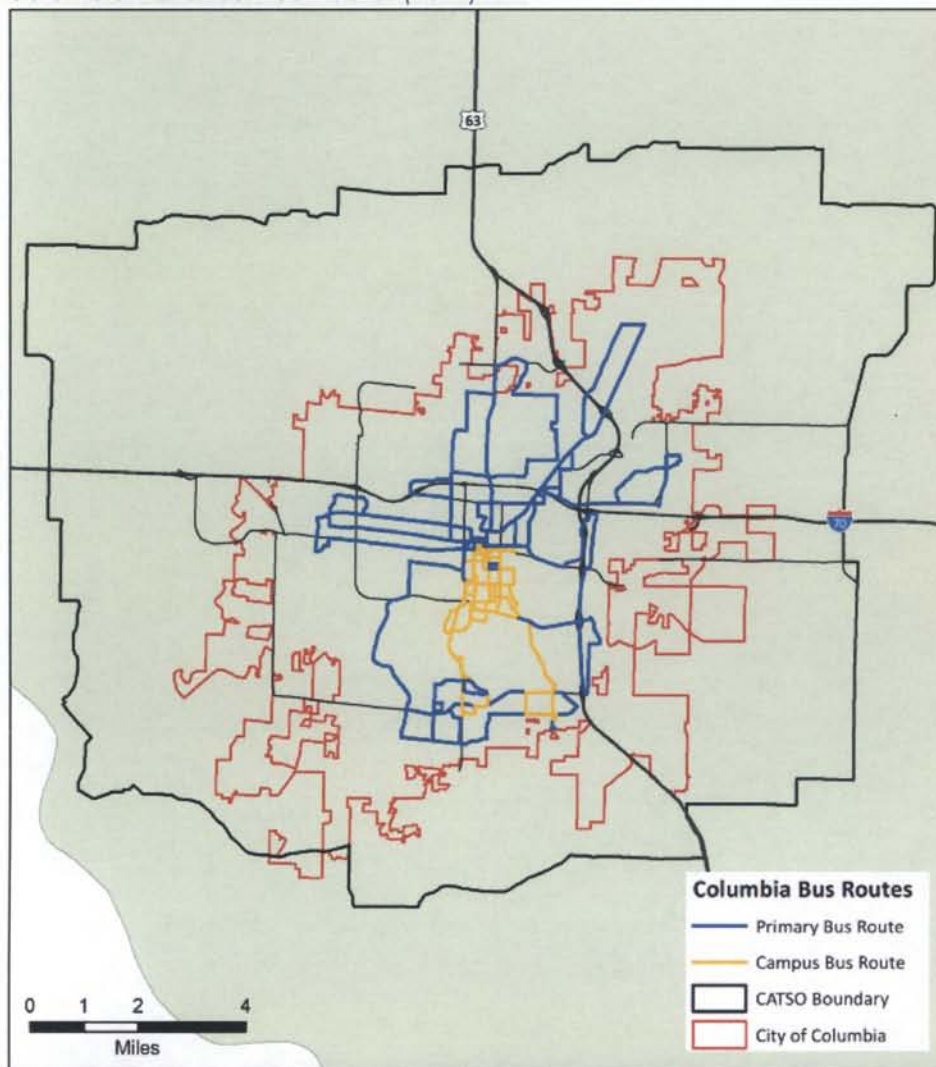 63
70
Columbia Bus Routes
Primary Bus Route
Campus Bus Route
CATSO Boundary
City of Columbia
0 1 2 4
Miles